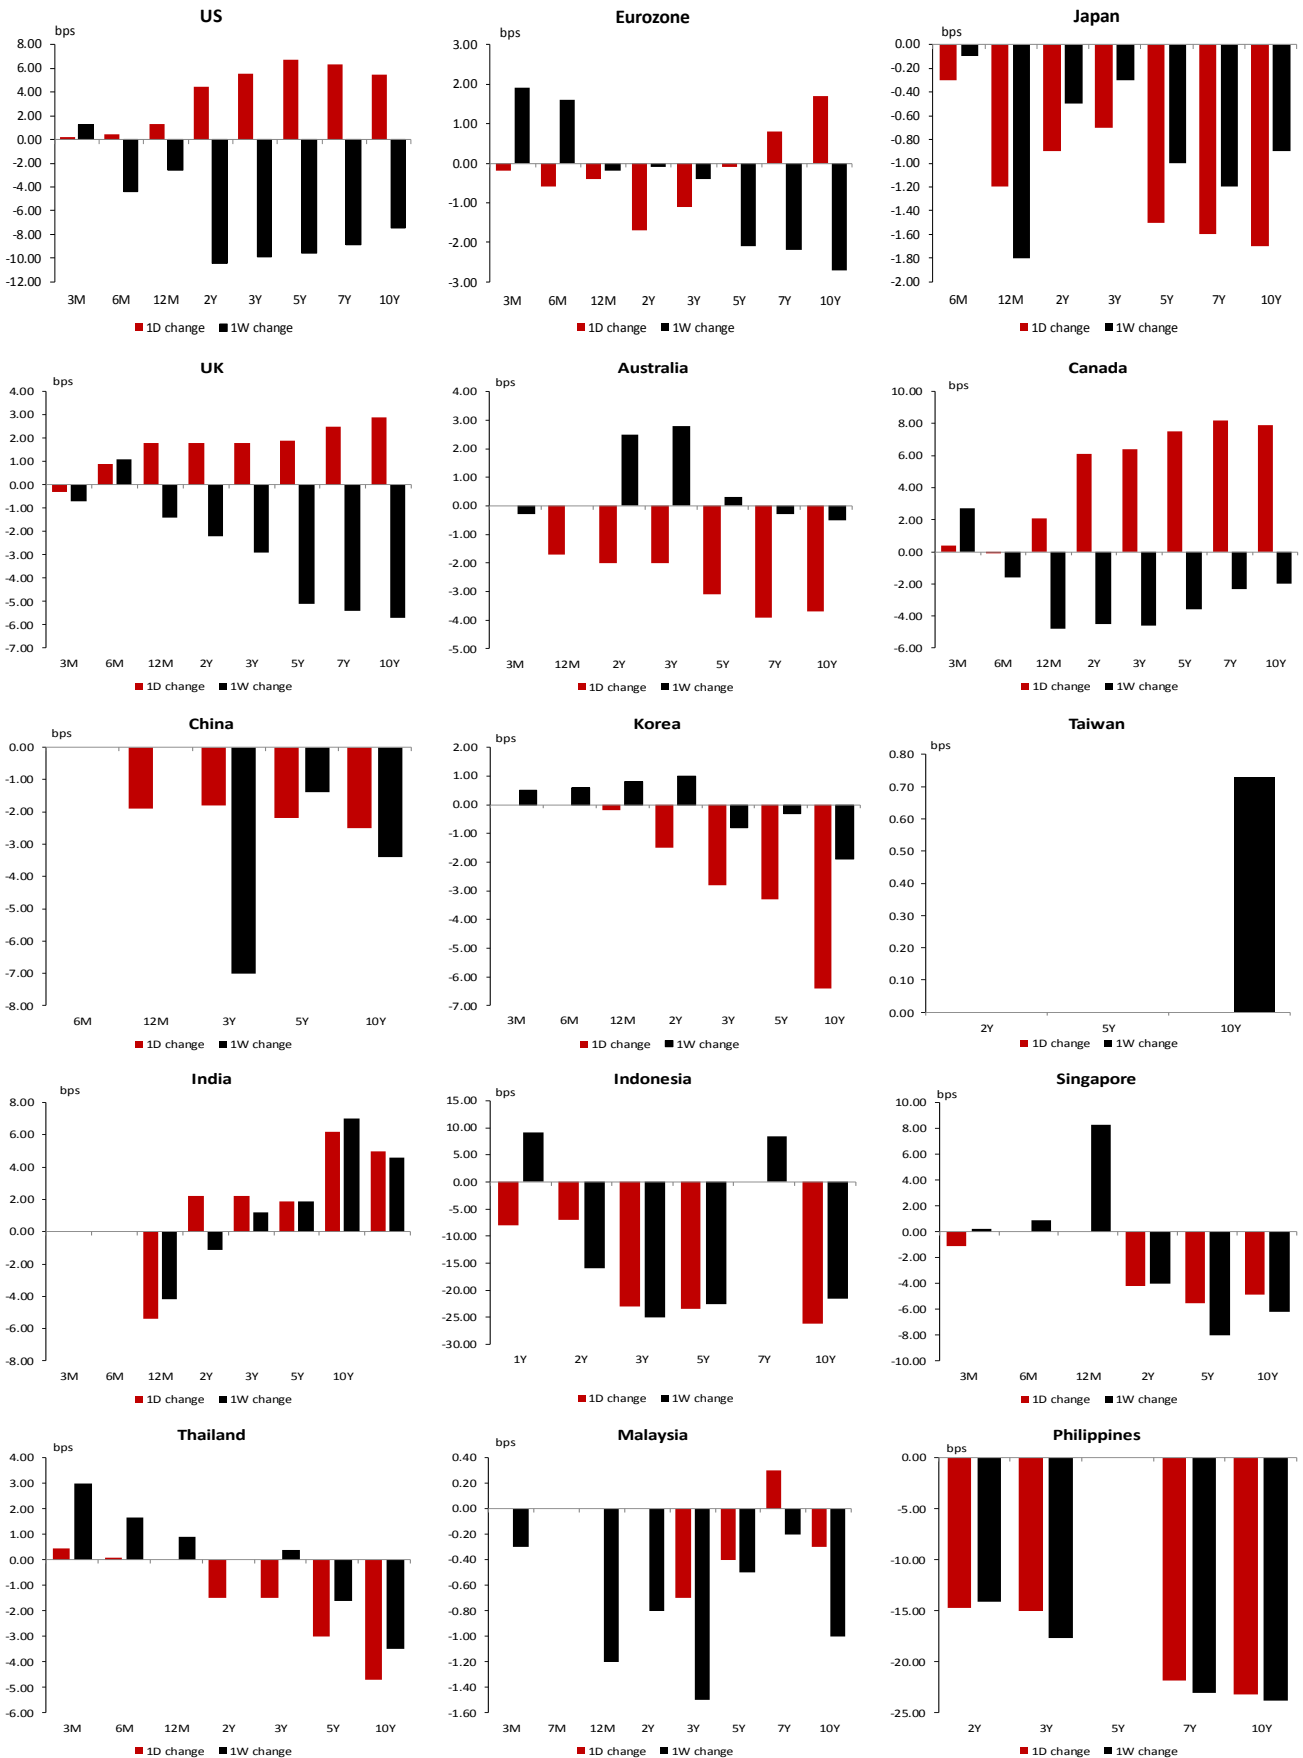 US
bps
8.00
6.00
4.00
2.00
0.00
-2.00
-4.00
-6.00
-8.00
-10.00
-12.00
3M 6M 12M 2Y 3Y 5Y 7Y 10Y
1D change 1W change
Eurozone
bps
3.00
2.00
1.00
0.00
-1.00
-2.00
-3.00
3M 6M 12M 2Y 3Y 5Y 7Y 10Y
1D change 1W change
Japan
bps
0.00
-0.20
-0.40
-0.60
-0.80
-1.00
-1.20
-1.40
-1.60
-1.80
-2.00
6M 12M 2Y 3Y 5Y 7Y 10Y
1D change 1W change
UK
bps
4.00
3.00
2.00
1.00
0.00
-1.00
-2.00
-3.00
-4.00
-5.00
-6.00
-7.00
3M 6M 12M 2Y 3Y 5Y 7Y 10Y
1D change 1W change
Australia
bps
4.00
3.00
2.00
1.00
0.00
-1.00
-2.00
-3.00
-4.00
-5.00
3M 12M 2Y 3Y 5Y 7Y 10Y
1D change 1W change
Canada
bps
10.00
8.00
6.00
4.00
2.00
0.00
-2.00
-4.00
-6.00
3M 6M 12M 2Y 3Y 5Y 7Y 10Y
1D change 1W change
China
0.00
-1.00
-2.00
-3.00
-4.00
-5.00
-6.00
-7.00
-8.00
6M 12M 3Y 5Y 10Y
1D change 1W change
Korea
bps
2.00
1.00
0.00
-1.00
-2.00
-3.00
-4.00
-5.00
-6.00
-7.00
3M 6M 12M 2Y 3Y 5Y 10Y
1D change 1W change
Taiwan
bps
0.80
0.70
0.60
0.50
0.40
0.30
0.20
0.10
0.00
2Y 5Y 10Y
1D change 1W change
India
bps
8.00
6.00
4.00
2.00
0.00
-2.00
-4.00
-6.00
-8.00
3M 6M 12M 2Y 3Y 5Y 10Y
1D change 1W change
Indonesia
bps
15.00
10.00
5.00
0.00
-5.00
-10.00
-15.00
-20.00
-25.00
-30.00
1Y 2Y 3Y 5Y 7Y 10Y
1D change 1W change
Singapore
bps
10.00
8.00
6.00
4.00
2.00
0.00
-2.00
-4.00
-6.00
-8.00
-10.00
3M 6M 12M 2Y 5Y 10Y
1D change 1W change
Thailand
bps
4.00
3.00
2.00
1.00
0.00
-1.00
-2.00
-3.00
-4.00
-5.00
-6.00
3M 6M 12M 2Y 3Y 5Y 10Y
1D change 1W change
Malaysia
bps
0.40
0.20
0.00
-0.20
-0.40
-0.60
-0.80
-1.00
-1.20
-1.40
-1.60
3M 7M 12M 2Y 3Y 5Y 7Y 10Y
1D change 1W change
Philippines
bps
0.00
-5.00
-10.00
-15.00
-20.00
-25.00
2Y 3Y 5Y 7Y 10Y
1D change 1W change